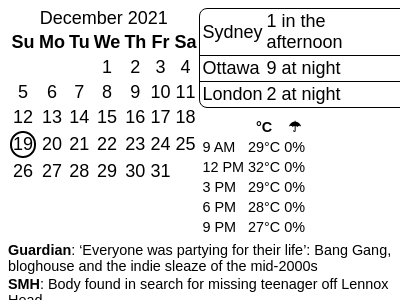 December 2021
Su Mo Tu We Th Fr Sa
1 2 3 4
5 6 7 8 9 10 11
12 13 14 15 16 17 18
19 20 21 22 23 24 25
26 27 28 29 30 31
Sydney 1 in the
afternoon
Ottawa 9 at night
London 2 at night
°C ☂
9 AM 29°C 0%
12 PM 32°C 0%
3 PM 29°C 0%
6 PM 28°C 0%
9 PM 27°C 0%
Guardian: ‘Everyone was partying for their life’: Bang Gang,
bloghouse and the indie sleaze of the mid-2000s
SMH: Body found in search for missing teenager off Lennox
Head